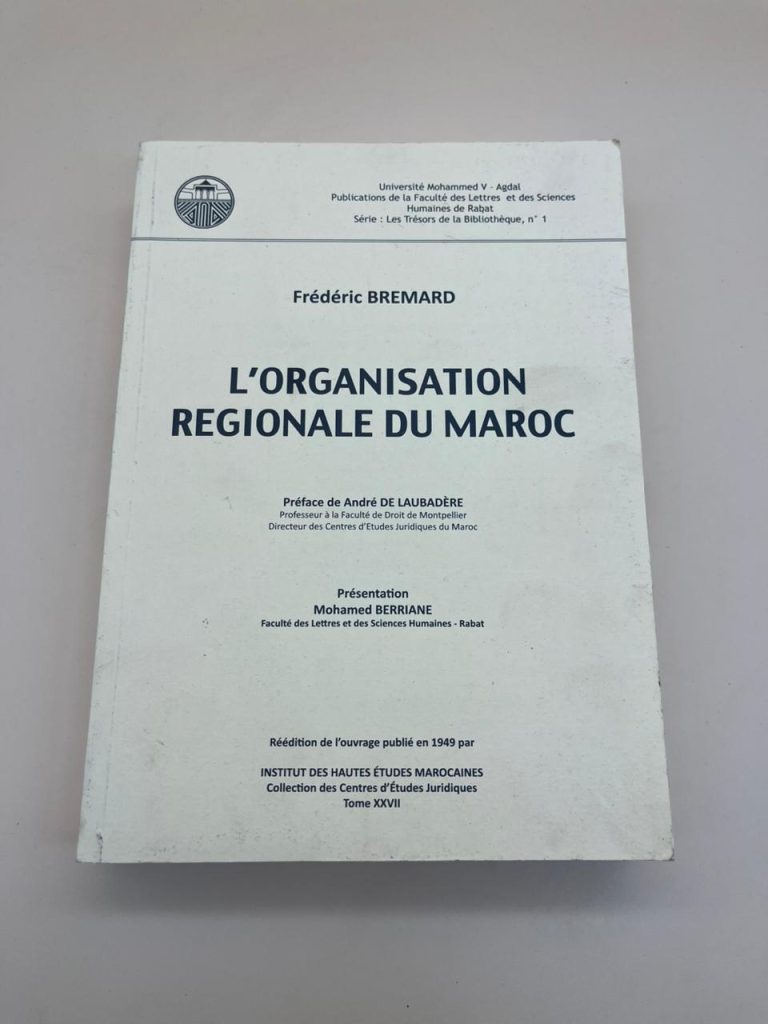 Université Mohammed V - Agdal
Publications de la Faculté des Lettres et des Sciences
Humaines de Rabat
Série : Les Trésors de la Bibliothèque, n° 1
Frédéric BREMARD
L'ORGANISATION
REGIONALE DU MAROC
Préface de André DE LAUBADÈRE
Professeur à la Faculté de Droit de Montpellier
Directeur des Centres d'Etudes Juridiques du Maroc
Présentation
Mohamed BERRIANE
Faculté des Lettres et des Sciences Humaines - Rabat
Réédition de l'ouvrage publié en 1949 par
INSTITUT DES HAUTES ÉTUDES MAROCAINES
Collection des Centres d'Études Juridiques
Tome XXVII